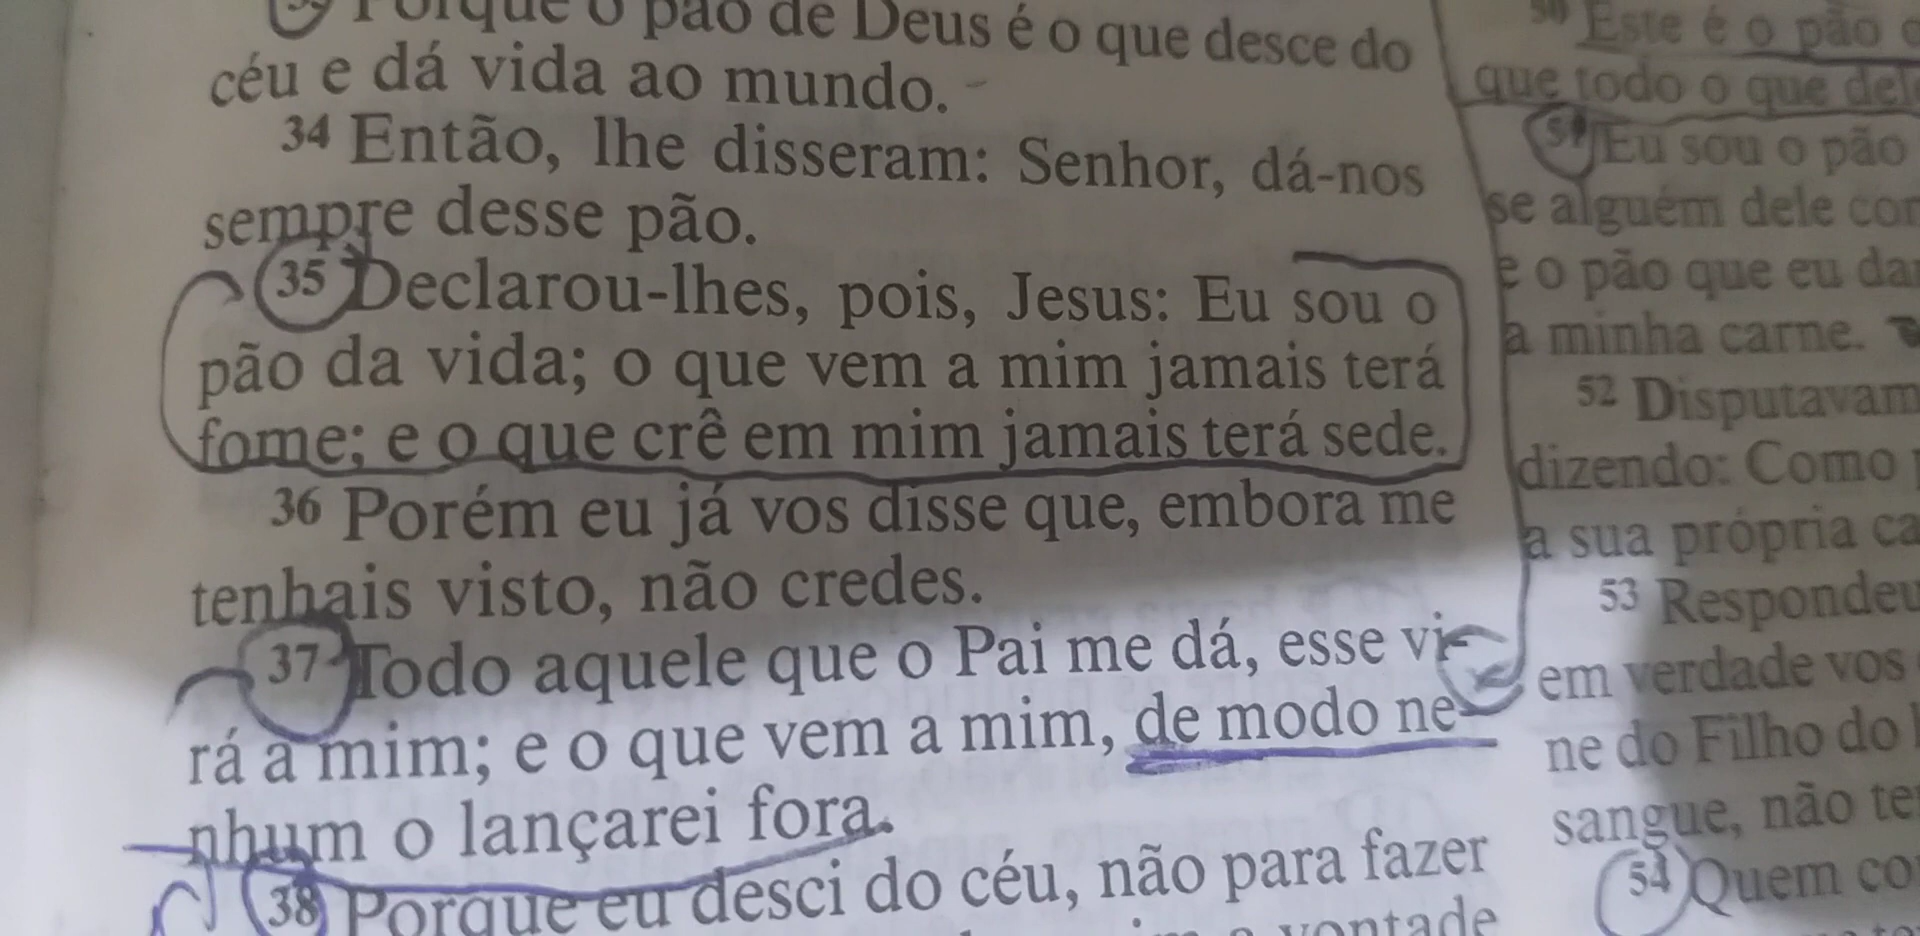 Porque o pão de Deus é o que desce do
céu e dá vida ao mundo.
34 Então, lhe disseram: Senhor, dá-nos
sempre desse pão.
35 Declarou-lhes, pois, Jesus: Eu sou o
pão da vida; o que vem a mim jamais terá
fome; e o que crê em mim jamais terá sede.
36 Porém eu já vos disse que, embora me
tenhais visto, não credes.
37 Todo aquele que o Pai me dá, esse vi-
rá a mim; e o que vem a mim, de modo ne-
nhum o lançarei fora.
38 Porque eu desci do céu, não para fazer
a vontade
50 Este é o pão
que todo o que
51 Eu sou o pão
se alguém dele
e o pão que eu
a minha carne.
52 Disputavam
dizendo: Como
a sua própria
53 Respondeu
em verdade vos
ne do Filho do
sangue, não
54 Quem